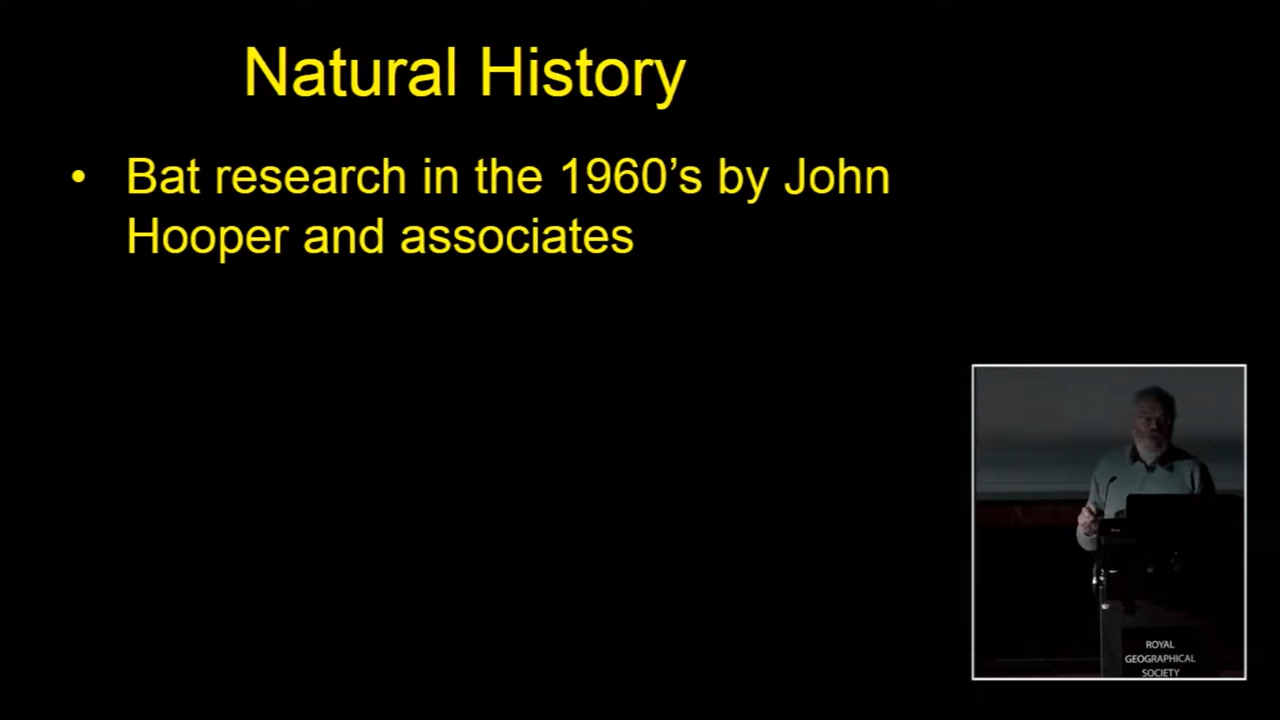 Natural History
• Bat research in the 1960’s by John
Hooper and associates
ROYAL
GEOGRAPHICAL
SOCIETY